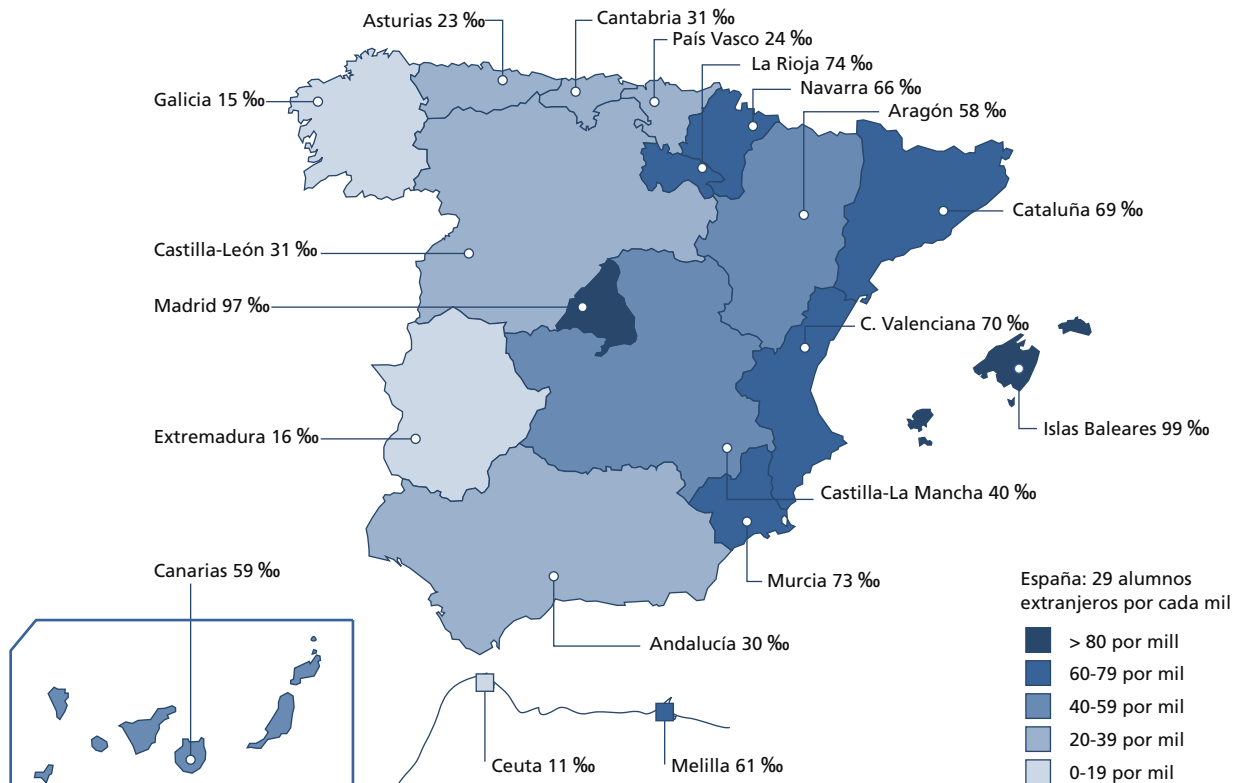 Asturias 23 ‰
Cantabria 31 ‰
País Vasco 24 ‰
La Rioja 74 ‰
Navarra 66 ‰
Galicia 15 ‰
Aragón 58 ‰
Cataluña 69 ‰
Castilla-León 31 ‰
Madrid 97 ‰
C. Valenciana 70 ‰
Extremadura 16 ‰
Islas Baleares 99 ‰
Castilla-La Mancha 40 ‰
Canarias 59 ‰
Murcia 73 ‰
Andalucía 30 ‰
Ceuta 11 ‰
Melilla 61 ‰
España: 29 alumnos
extranjeros por cada mil
> 80 por mill
60-79 por mil
40-59 por mil
20-39 por mil
0-19 por mil